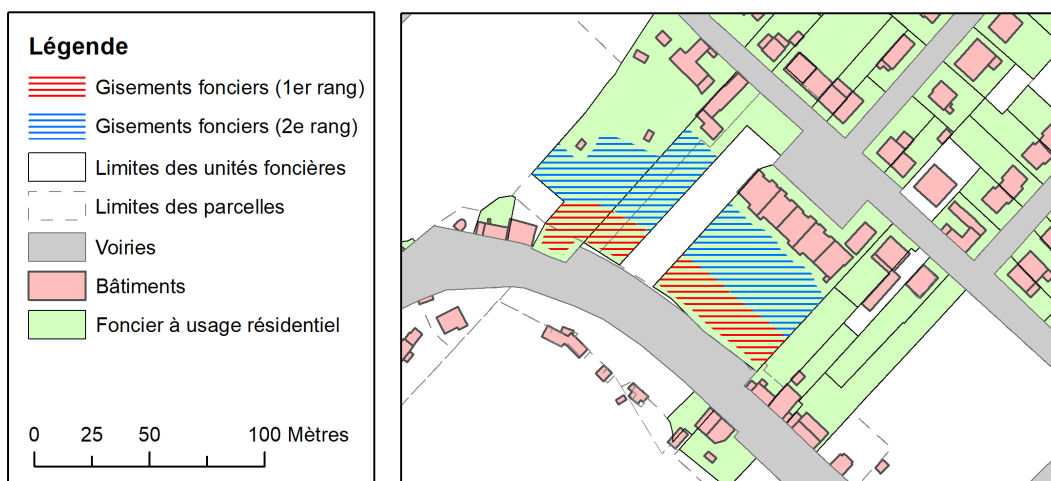 Légende
Gisements fonciers (1er rang)
Gisements fonciers (2e rang)
Limites des unités foncières
Limites des parcelles
Voiries
Bâtiments
Foncier à usage résidentiel
0 25 50 100 Mètres